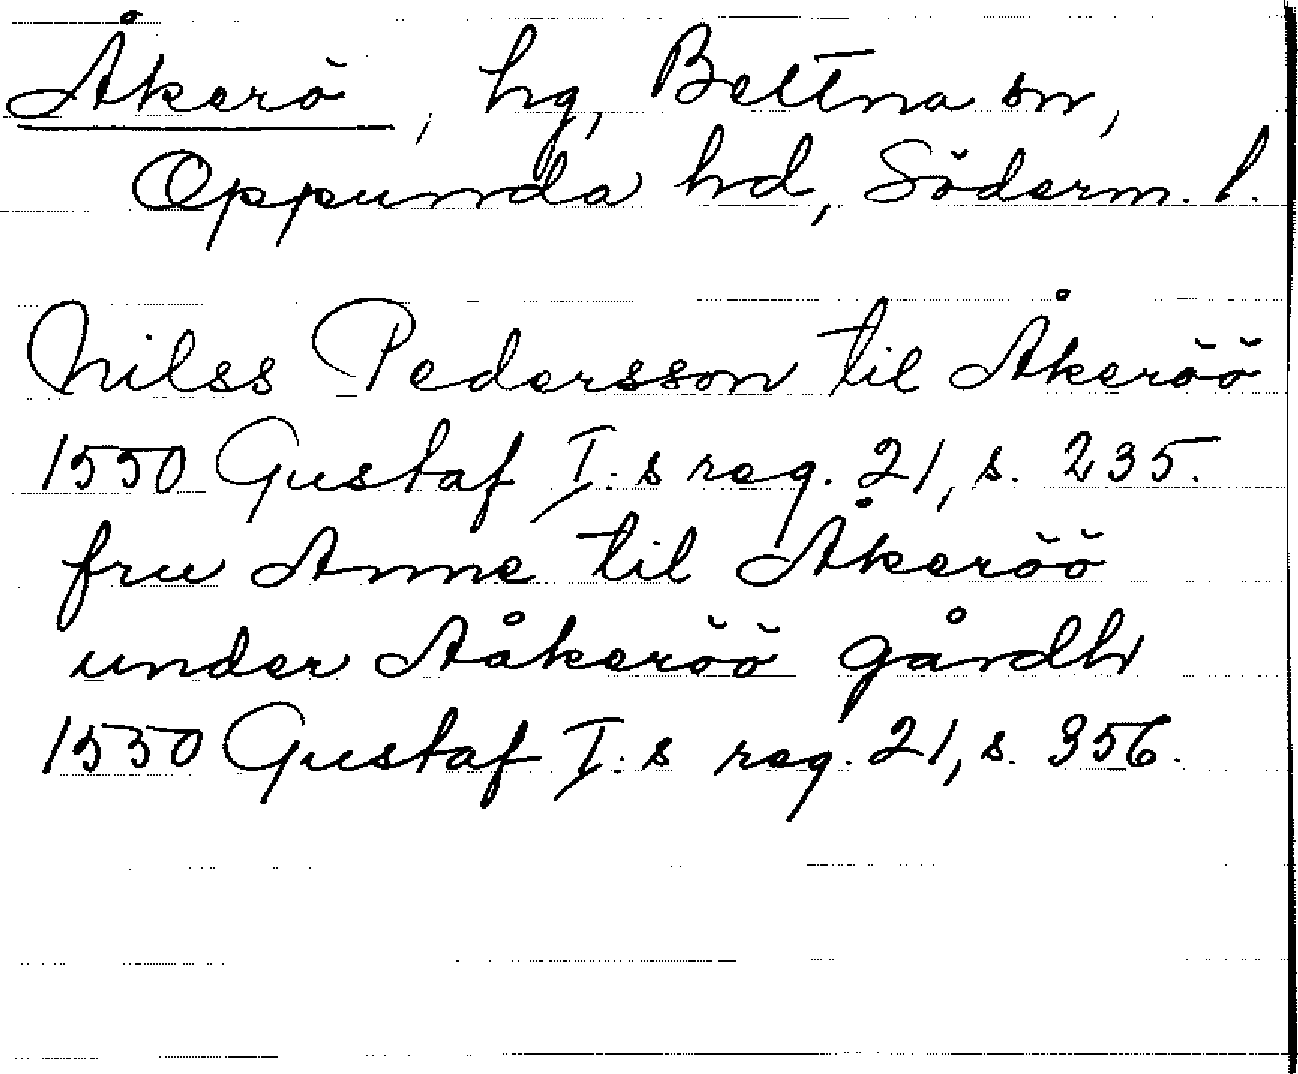 Åkerö, hg, Bettna sn,
Oppunda hd, Söderm. l.
Nilss Pedersson til Åkeröö
1550 Gustaf I:s reg. 21, s. 235.
fru Anne til Åkeröö
under Aåkeröö gårdh
1550 Gustaf I:s reg. 21, s. 356.